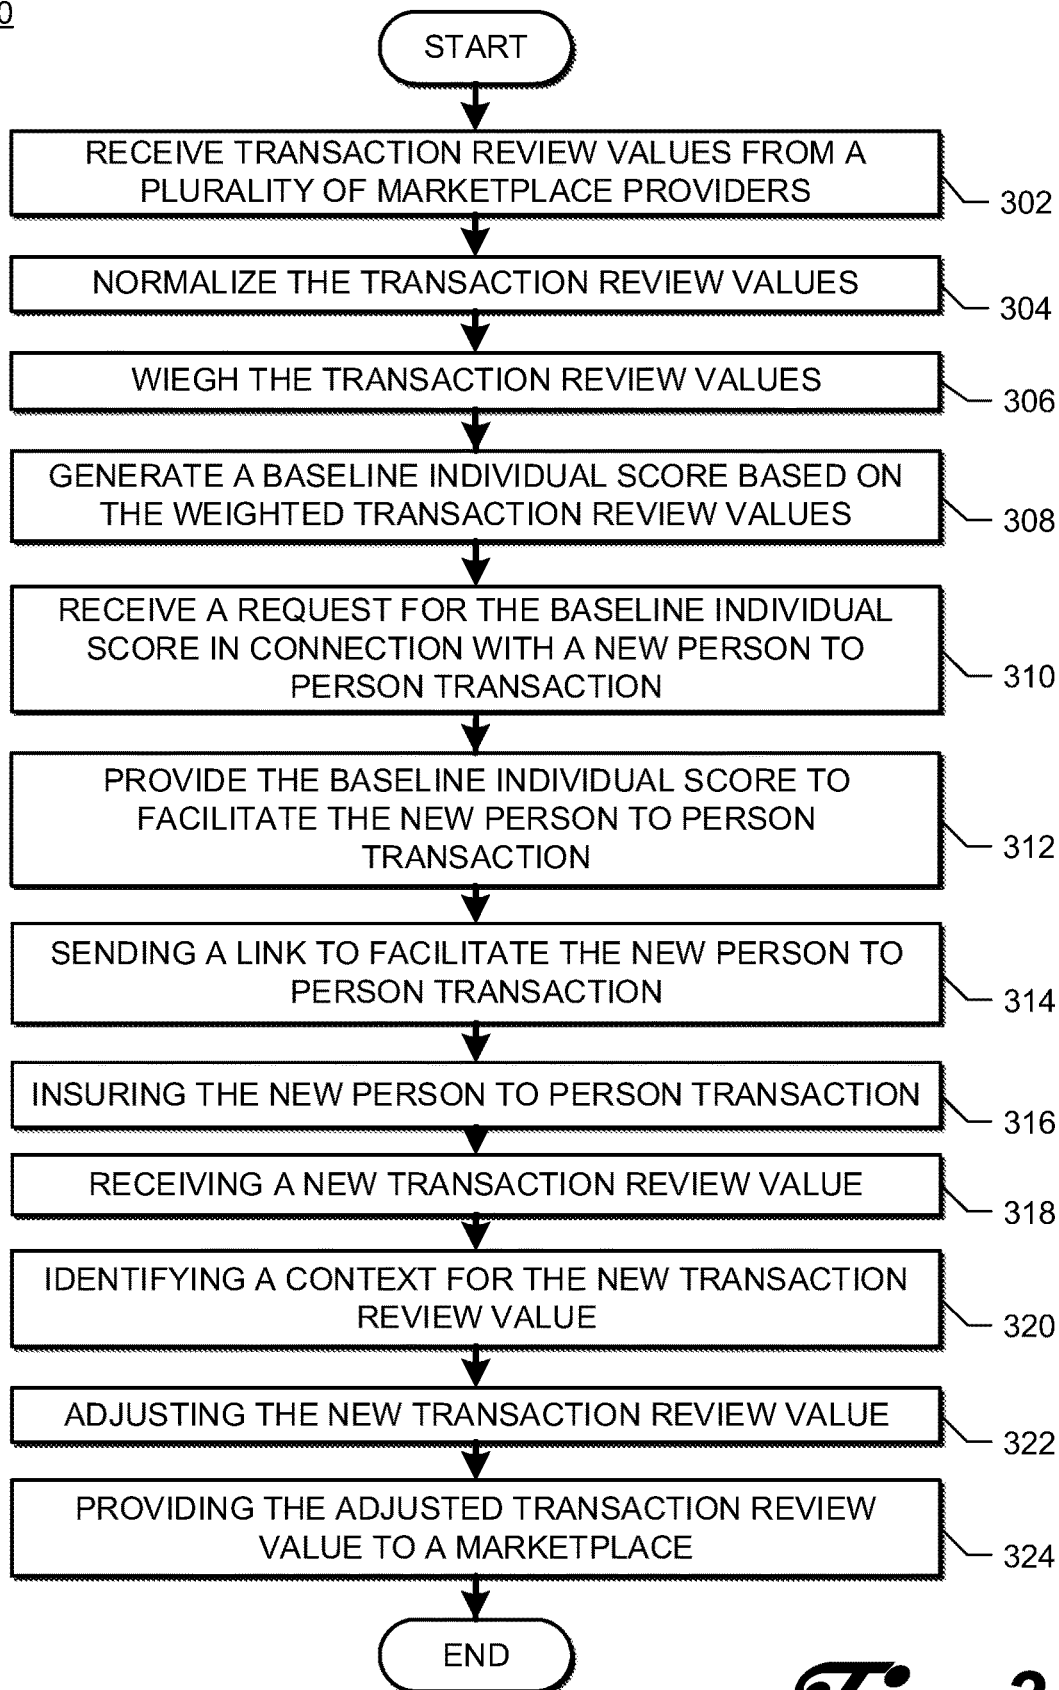 START
RECEIVE TRANSACTION REVIEW VALUES FROM A
PLURALITY OF MARKETPLACE PROVIDERS
302
NORMALIZE THE TRANSACTION REVIEW VALUES
304
WIEGH THE TRANSACTION REVIEW VALUES
306
GENERATE A BASELINE INDIVIDUAL SCORE BASED ON
THE WEIGHTED TRANSACTION REVIEW VALUES
308
RECEIVE A REQUEST FOR THE BASELINE INDIVIDUAL
SCORE IN CONNECTION WITH A NEW PERSON TO
PERSON TRANSACTION
310
PROVIDE THE BASELINE INDIVIDUAL SCORE TO
FACILITATE THE NEW PERSON TO PERSON
TRANSACTION
312
SENDING A LINK TO FACILITATE THE NEW PERSON TO
PERSON TRANSACTION
314
INSURING THE NEW PERSON TO PERSON TRANSACTION
316
RECEIVING A NEW TRANSACTION REVIEW VALUE
318
IDENTIFYING A CONTEXT FOR THE NEW TRANSACTION
REVIEW VALUE
320
ADJUSTING THE NEW TRANSACTION REVIEW VALUE
322
PROVIDING THE ADJUSTED TRANSACTION REVIEW
VALUE TO A MARKETPLACE
324
END